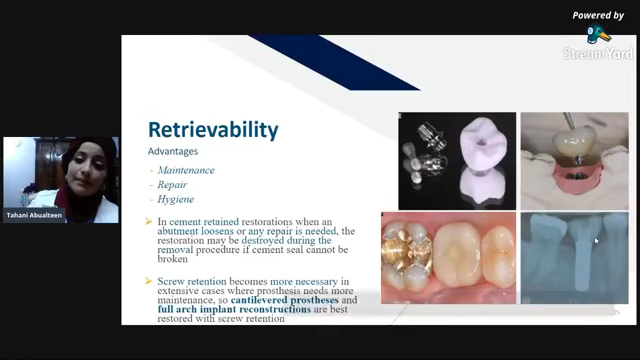 Powered by
StreamYard
Retrievability
Advantages
- Maintenance
- Repair
- Hygiene
In cement retained restorations when an
abutment loosens or any repair is needed, the
restoration may be destroyed during the
removal procedure if cement seal cannot be
broken
Screw retention becomes more necessary in
extensive cases where prosthesis needs more
maintenance, so cantilevered prostheses and
full arch implant reconstructions are best
restored with screw retention
Tahani Abualteen
E
25